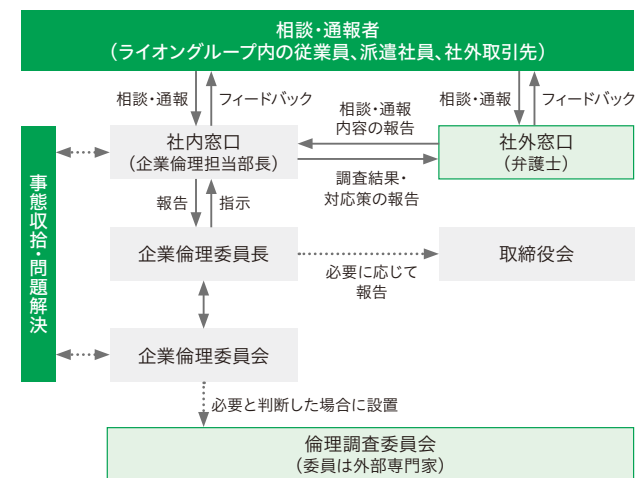 相談・通報者
（ライオングループ内の従業員、派遣社員、社外取引先）
相談・通報
フィードバック
相談・通報
内容の報告
相談・通報
フィードバック
社内窓口
（企業倫理担当部長）
社外窓口
（弁護士）
調査結果・
対応策の報告
事態収拾・問題解決
報告
指示
企業倫理委員長
取締役会
必要に応じて
報告
企業倫理委員会
必要と判断した場合に設置
倫理調査委員会
（委員は外部専門家）